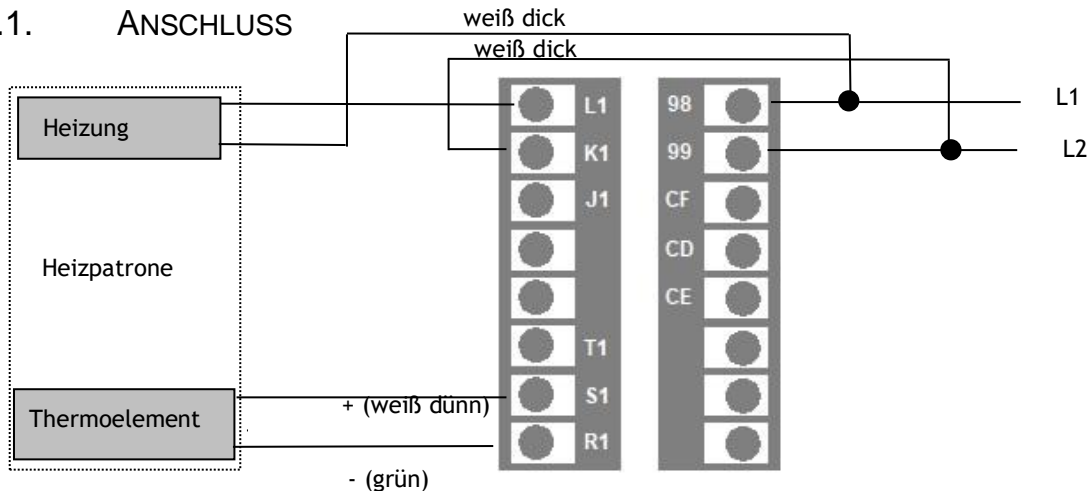 .1. ANSCHLUSS
weiß dick
weiß dick
Heizung
L1
98
L1
K1
99
L2
J1
CF
Heizpatrone
CD
CE
T1
Thermoelement
+ (weiß dünn)
S1
R1
- (grün)